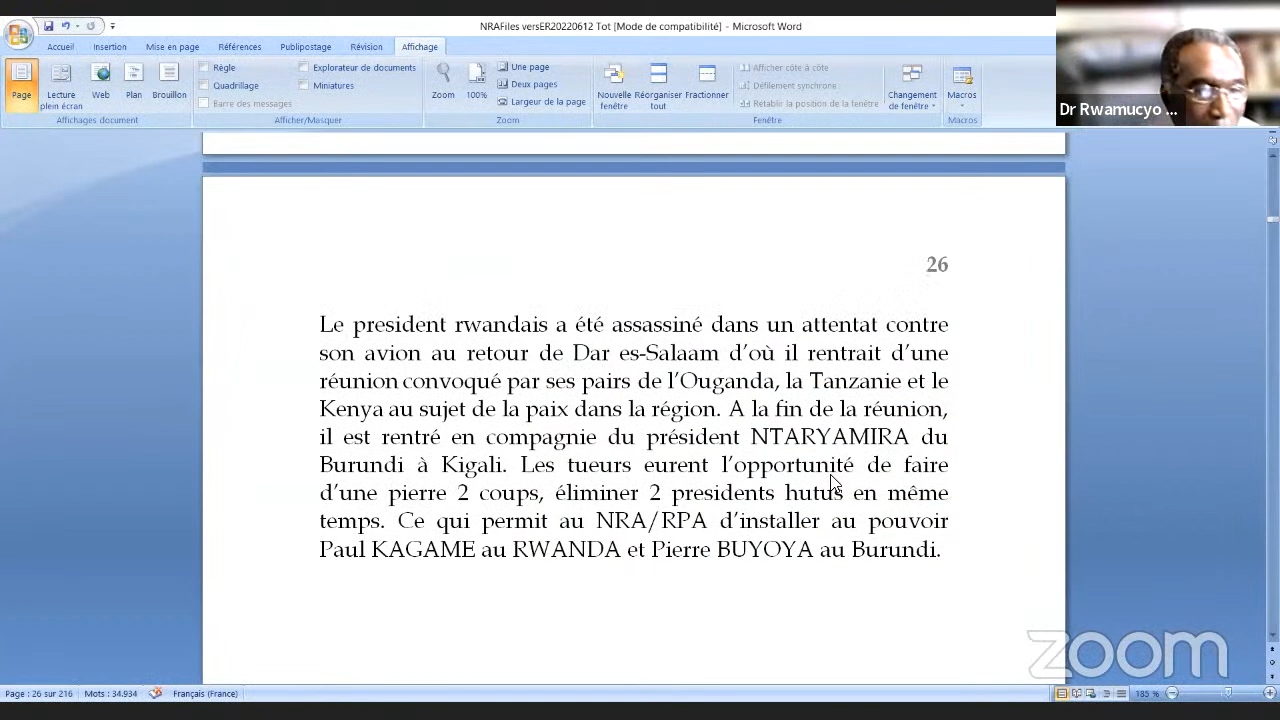 NRAFiles versER20220612 Tot [Mode de compatibilité] - Microsoft Word
Accueil Insertion Mise en page Références Publipostage Révision Affichage
Page
Lecture plein écran
Web
Plan
Brouillon
Affichages document
Règle
Quadrillage
Barre des messages
Explorateur de documents
Miniatures
Afficher/Masquer
Zoom
100%
Une page
Deux pages
Largeur de la page
Zoom
Nouvelle fenêtre
Réorganiser tout
Fractionner
Afficher côte à côte
Défilement synchrone
Rétablir la position de la fenêtre
Fenêtre
Changement de fenêtre
Macros
Macros
Dr Rwamucyo ...
26
Le president rwandais a été assassiné dans un attentat contre
son avion au retour de Dar es-Salaam d'où il rentrait d'une
réunion convoqué par ses pairs de l'Ouganda, la Tanzanie et le
Kenya au sujet de la paix dans la région. A la fin de la réunion,
il est rentré en compagnie du président NTARYAMIRA du
Burundi à Kigali. Les tueurs eurent l'opportunité de faire
d'une pierre 2 coups, éliminer 2 presidents hutus en même
temps. Ce qui permit au NRA/RPA d'installer au pouvoir
Paul KAGAME au RWANDA et Pierre BUYOYA au Burundi.
zoom
Page : 26 sur 216 Mots : 34.934 Français (France) 185 %